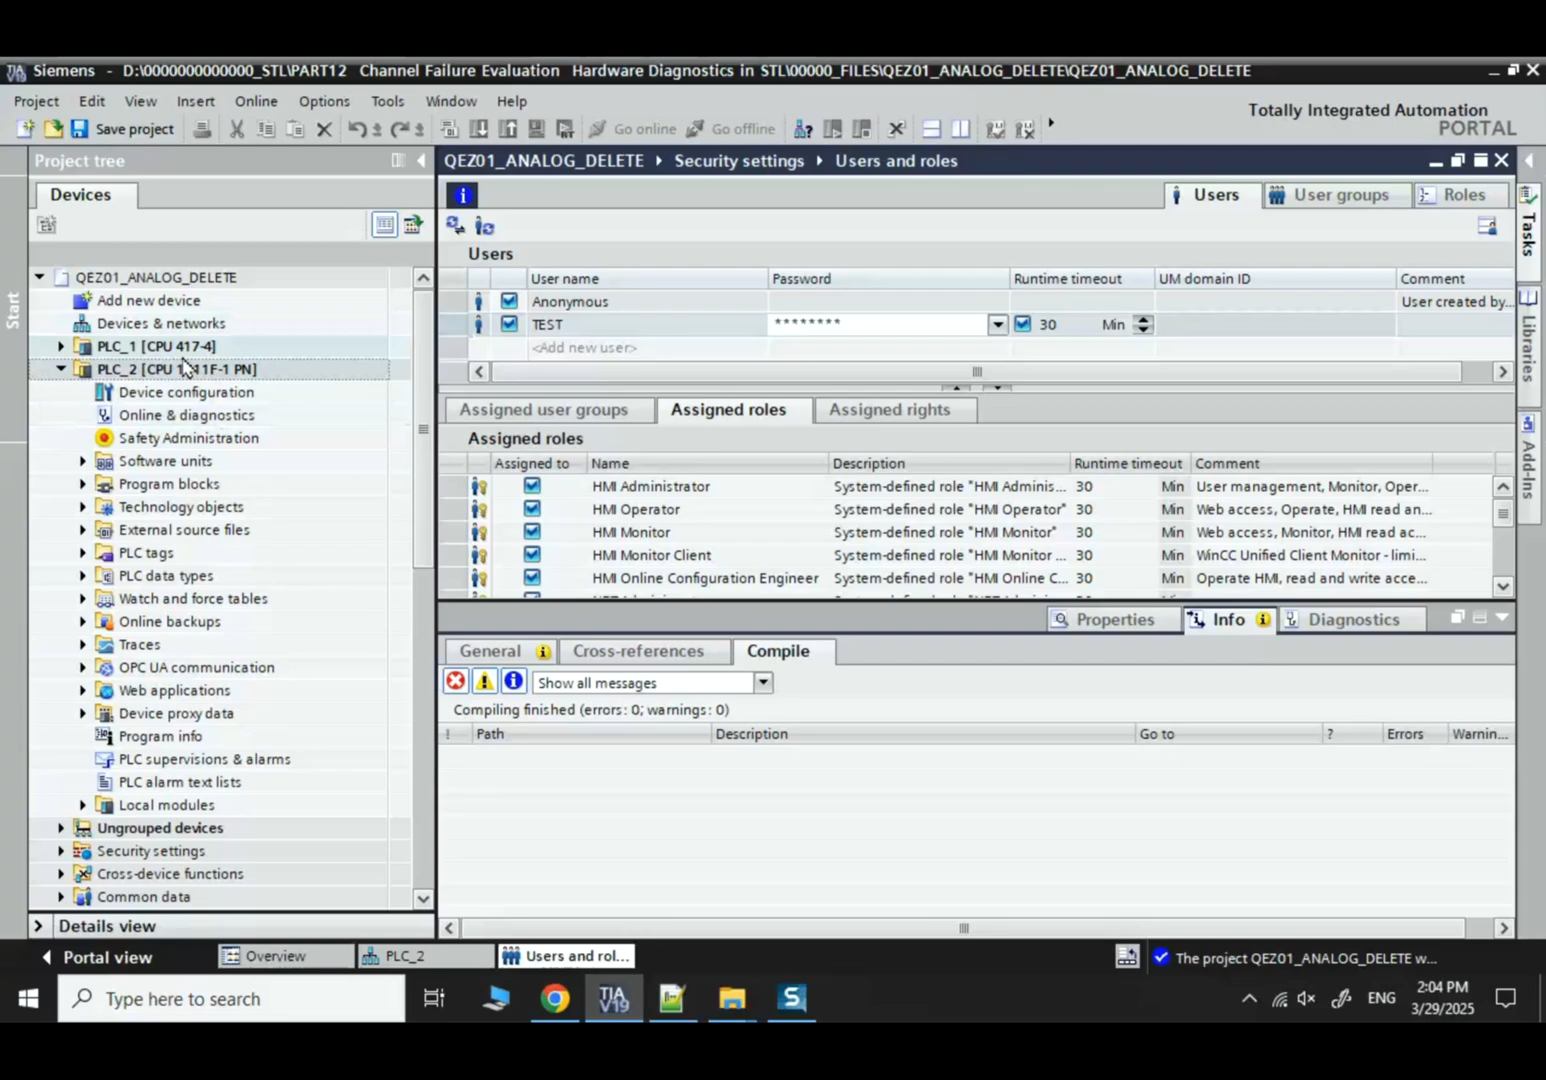 Siemens - D:\0000000000000_STL\PART12 Channel Failure Evaluation Hardware Diagnostics in STL\00000_FILES\QEZ01_ANALOG_DELETE\QEZ01_ANALOG_DELETE
Project Edit View Insert Online Options Tools Window Help
Totally Integrated Automation
PORTAL
Save project Go online Go offline
Project tree
QEZ01_ANALOG_DELETE Security settings Users and roles
Devices
Users User groups Roles
Start
Tasks
Libraries
Add-Ins
QEZ01_ANALOG_DELETE
Add new device
Devices & networks
PLC_1 [CPU 417-4]
Device configuration
Online & diagnostics
Safety Administration
Software units
Program blocks
Technology objects
External source files
PLC tags
PLC data types
Watch and force tables
Online backups
Traces
OPC UA communication
Web applications
Device proxy data
Program info
PLC supervisions & alarms
PLC alarm text lists
Local modules
Ungrouped devices
Security settings
Cross-device functions
Common data
Details view
Users
User name Password Runtime timeout UM domain ID Comment
Anonymous User created by...
TEST ******** 30 Min
<Add new user>
Assigned user groups Assigned roles Assigned rights
Assigned roles
Assigned to Name Description Runtime timeout Comment
HMI Administrator System-defined role "HMI Adminis... 30 Min User management, Monitor, Oper...
HMI Operator System-defined role "HMI Operator" 30 Min Web access, Operate, HMI read an...
HMI Monitor System-defined role "HMI Monitor" 30 Min Web access, Monitor, HMI read ac...
HMI Monitor Client System-defined role "HMI Monitor ... 30 Min WinCC Unified Client Monitor - limi...
HMI Online Configuration Engineer System-defined role "HMI Online C... 30 Min Operate HMI, read and write acce...
Properties Info Diagnostics
General Cross-references Compile
Show all messages
Compiling finished (errors: 0; warnings: 0)
! Path Description Go to ? Errors Warnin...
Portal view Overview PLC_2 Users and rol... The project QEZ01_ANALOG_DELETE w...
Type here to search
TIA V19
ENG
2:04 PM
3/29/2025